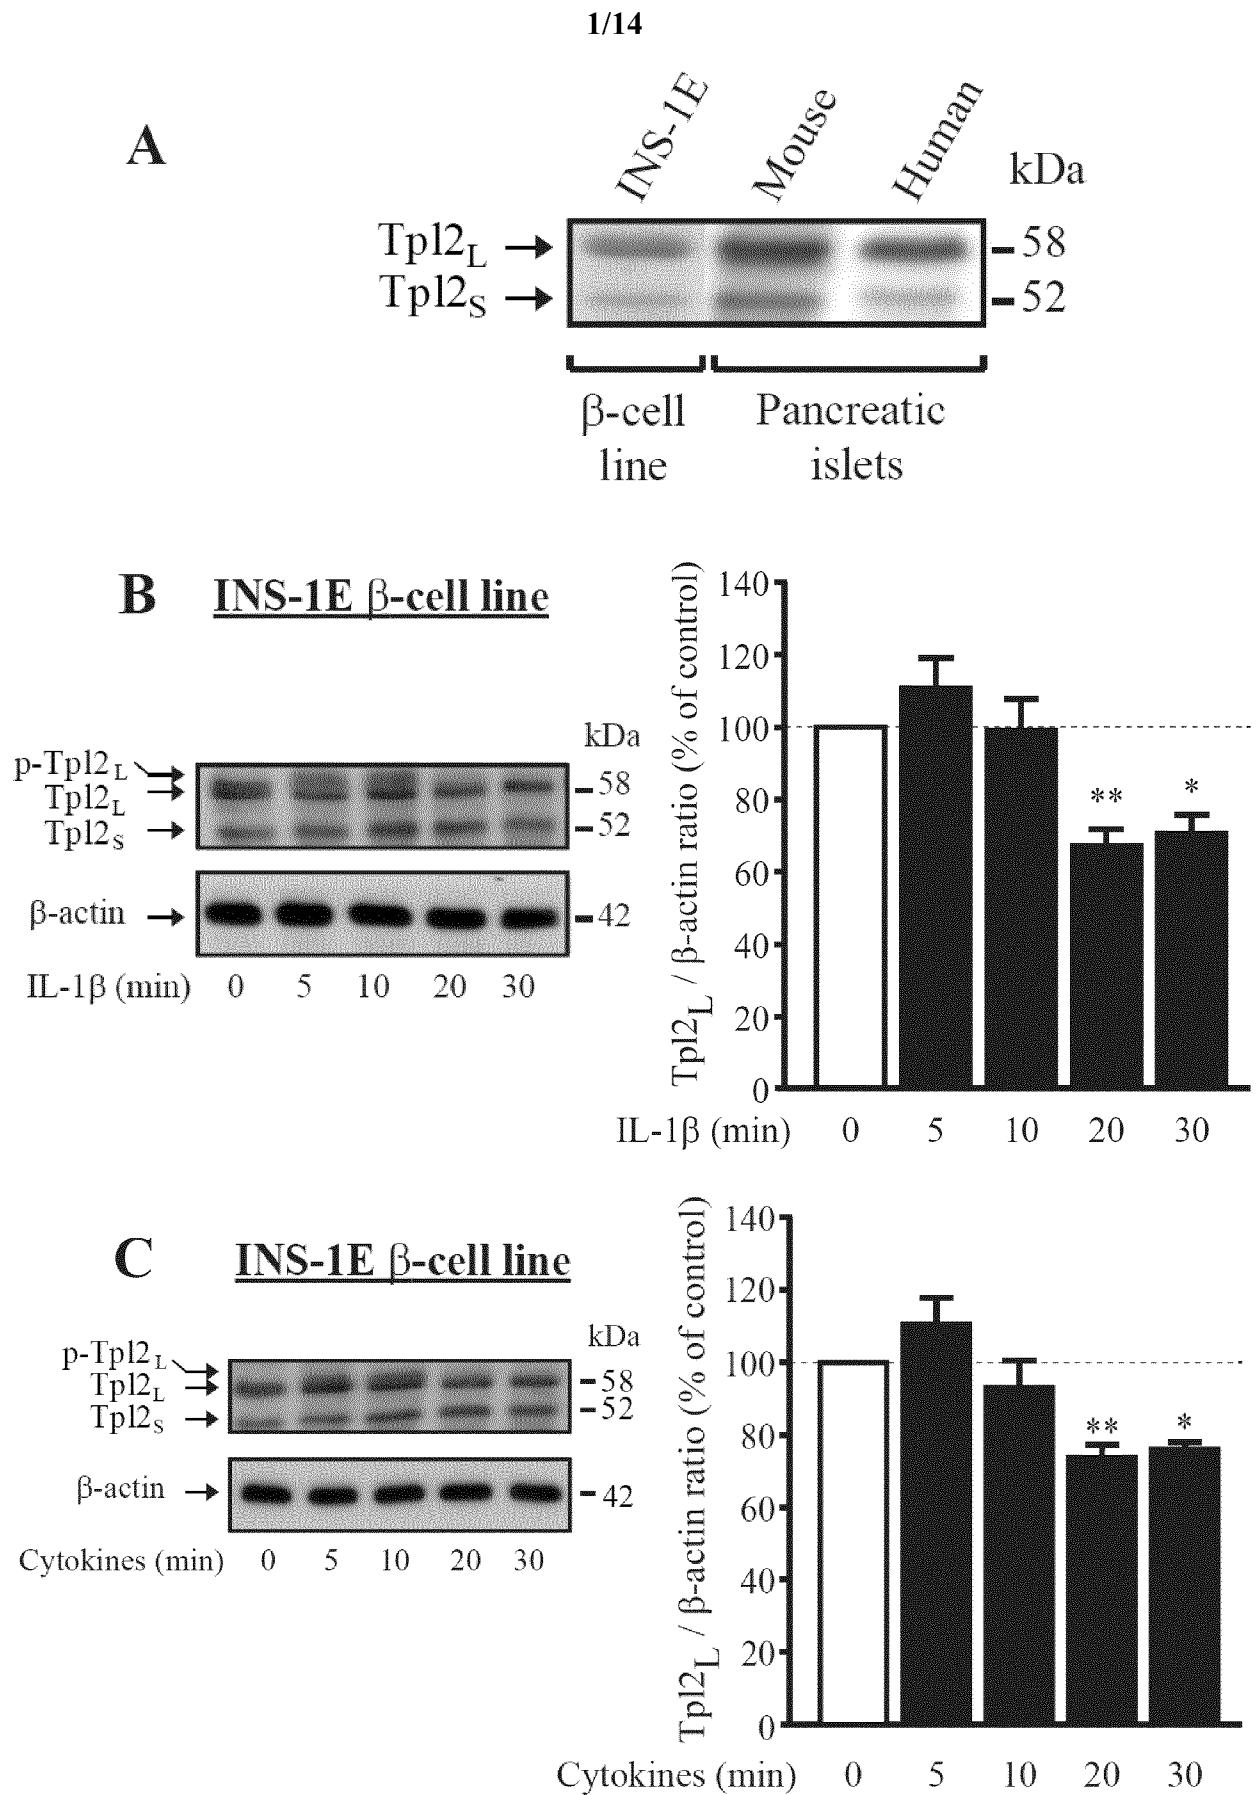 1/14
A
INS-1E
Mouse
Human
kDa
Tpl2L
58
Tpl2S
52
β-cell
line
Pancreatic
islets
B
INS-1E β-cell line
kDa
p-Tpl2L
Tpl2L
58
Tpl2S
52
β-actin
42
IL-1β (min) 0 5 10 20 30
Tpl2L / β-actin ratio (% of control)
140
120
100
80
60
40
20
0
**
*
IL-1β (min) 0 5 10 20 30
C
INS-1E β-cell line
kDa
p-Tpl2L
Tpl2L
58
Tpl2S
52
β-actin
42
Cytokines (min) 0 5 10 20 30
Tpl2L / β-actin ratio (% of control)
140
120
100
80
60
40
20
0
**
*
Cytokines (min) 0 5 10 20 30